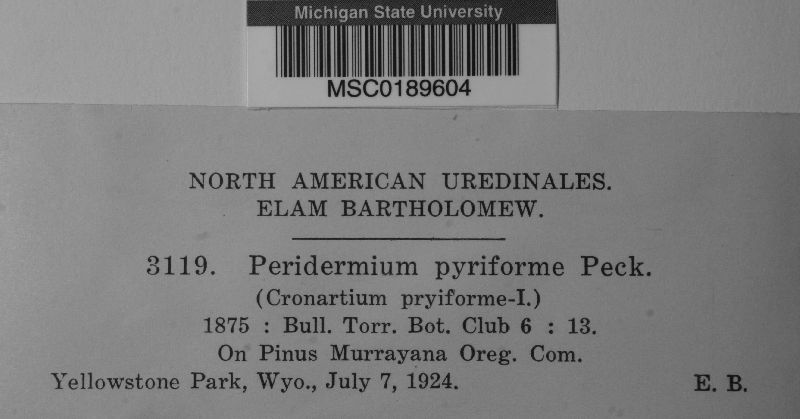 Michigan State University
MSC0189604
NORTH AMERICAN UREDINALES.
ELAM BARTHOLOMEW.
3119. Peridermium pyriforme Peck.
(Cronartium pryiforme-I.)
1875 : Bull. Torr. Bot. Club 6 : 13.
On Pinus Murrayana Oreg. Com.
Yellowstone Park, Wyo., July 7, 1924. E. B.